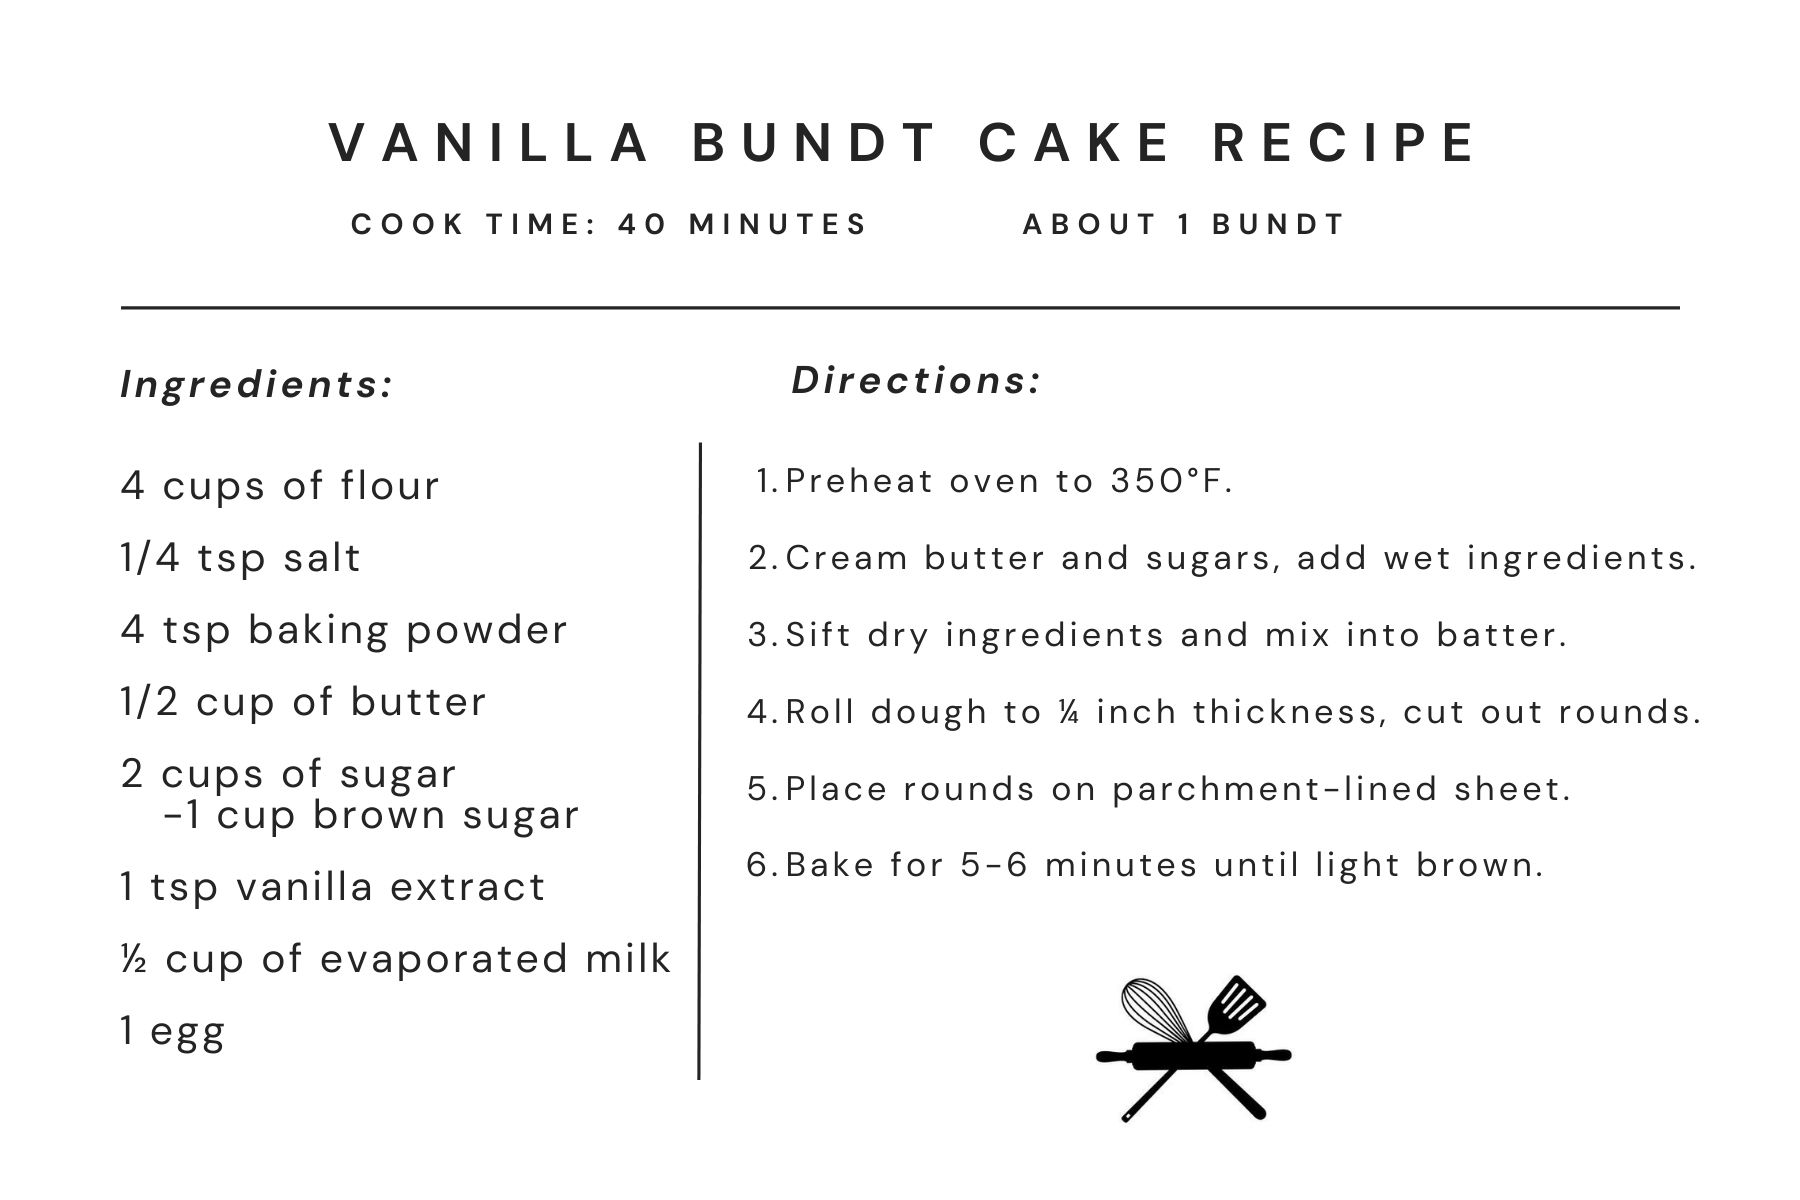 VANILLA BUNDT CAKE RECIPE
COOK TIME: 40 MINUTES
ABOUT 1 BUNDT
Ingredients:
4 cups of flour
1/4 tsp salt
4 tsp baking powder
1/2 cup of butter
2 cups of sugar
-1 cup brown sugar
1 tsp vanilla extract
½ cup of evaporated milk
1 egg
Directions:
1. Preheat oven to 350°F.
2. Cream butter and sugars, add wet ingredients.
3. Sift dry ingredients and mix into batter.
4. Roll dough to ¼ inch thickness, cut out rounds.
5. Place rounds on parchment-lined sheet.
6. Bake for 5-6 minutes until light brown.